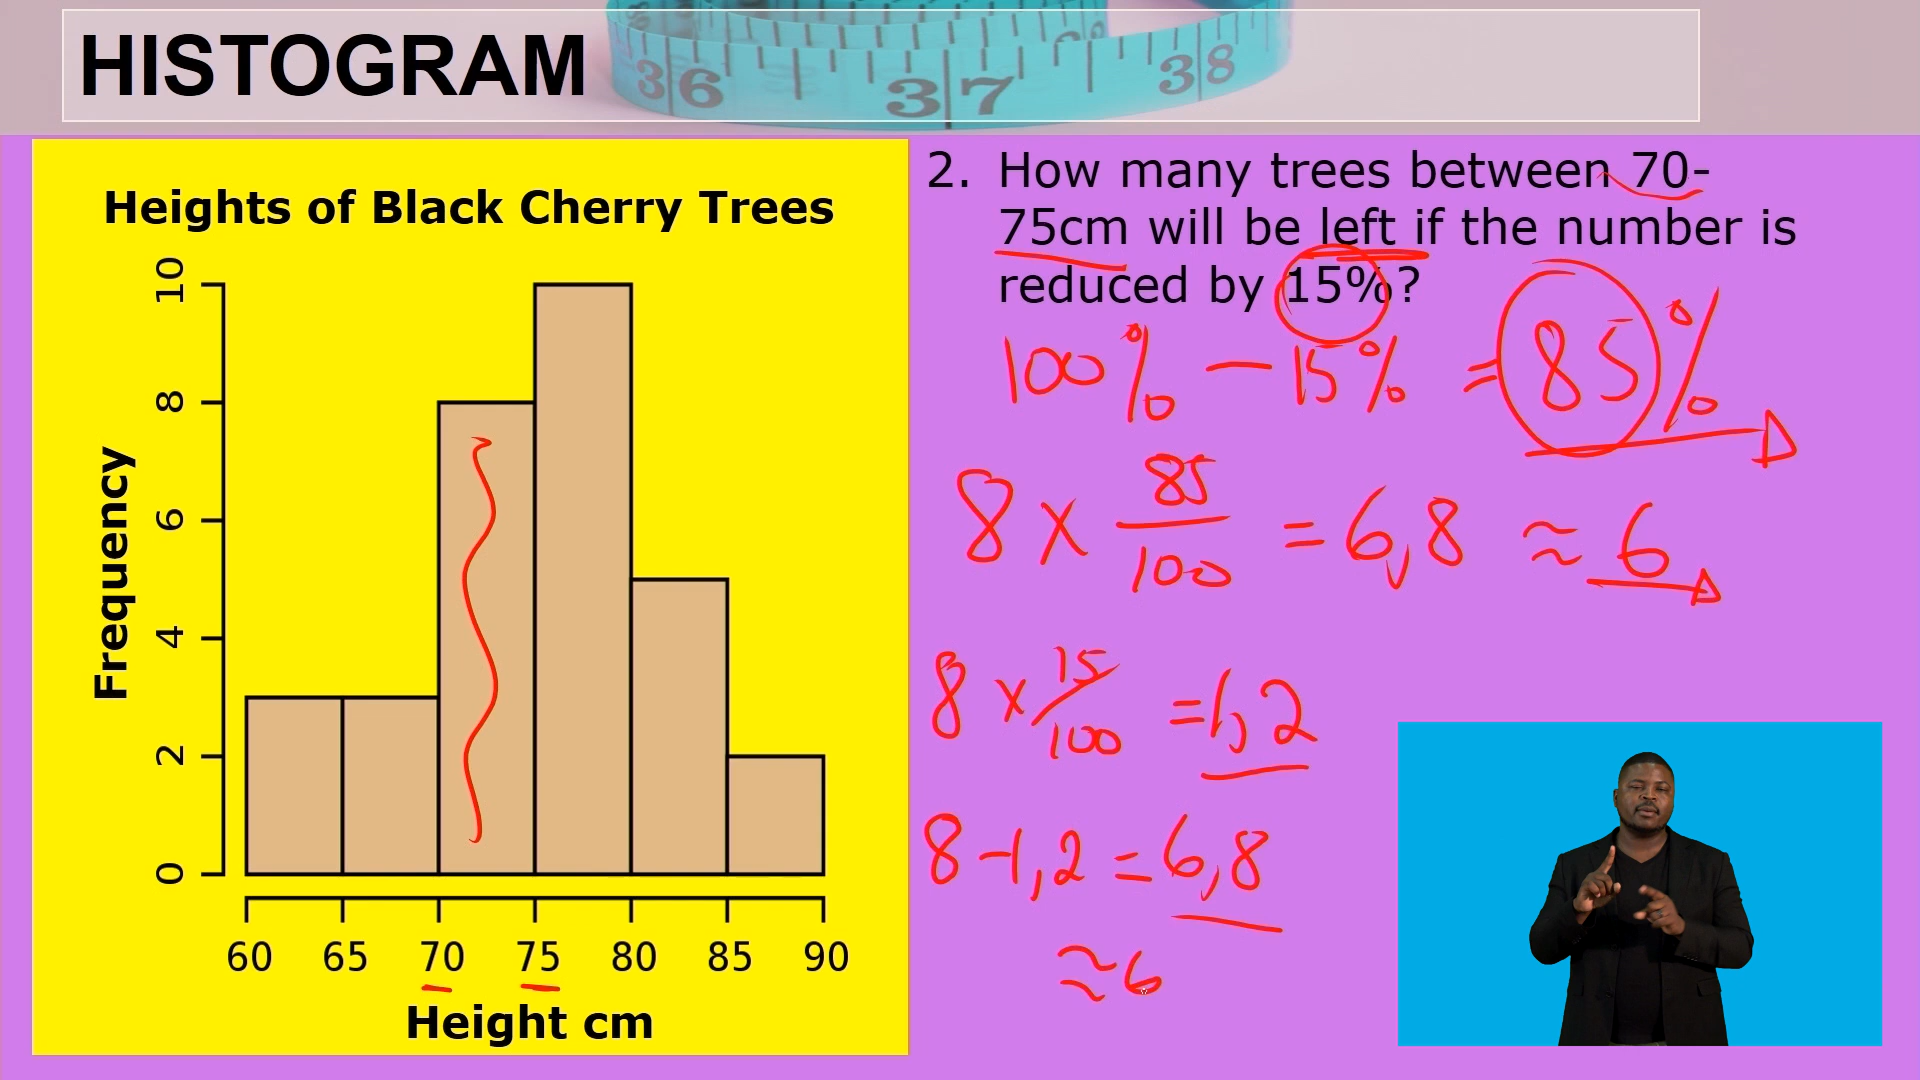 HISTOGRAM
36 37 38
Heights of Black Cherry Trees
Frequency
10
8
6
4
2
0
60 65 70 75 80 85 90
Height cm
2. How many trees between 70-
75cm will be left if the number is
reduced by 15%?
100% - 15% = 85%
8 x 85/100 = 6,8 ≈ 6
8 x 15/100 = 1,2
8 - 1,2 = 6,8
≈ 6